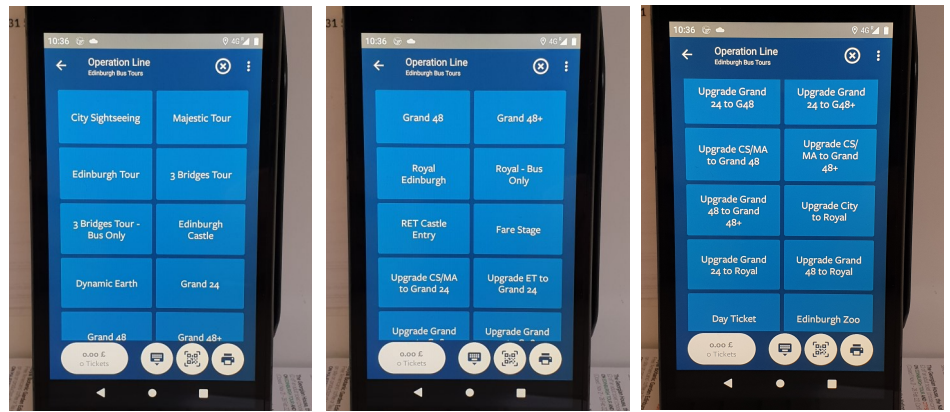 31
10:36
4G
Operation Line
Edinburgh Bus Tours
City Sightseeing
Majestic Tour
Edinburgh Tour
3 Bridges Tour
3 Bridges Tour -
Bus Only
Edinburgh
Castle
Dynamic Earth
Grand 24
Grand 48
Grand 48+
0.00 £
0 Tickets
31
10:36
4G
Operation Line
Edinburgh Bus Tours
Grand 48
Grand 48+
Royal
Edinburgh
Royal - Bus
Only
RET Castle
Entry
Fare Stage
Upgrade CS/MA
to Grand 24
Upgrade ET to
Grand 24
Upgrade Grand
Upgrade Grand
0.00 £
0 Tickets
10:36
4G
Operation Line
Edinburgh Bus Tours
Upgrade Grand
24 to G48
Upgrade Grand
24 to G48+
Upgrade CS/MA
to Grand 48
Upgrade CS/
MA to Grand
48+
Upgrade Grand
48 to Grand
48+
Upgrade City
to Royal
Upgrade Grand
24 to Royal
Upgrade Grand
48 to Royal
Day Ticket
Edinburgh Zoo
0.00 £
0 Tickets